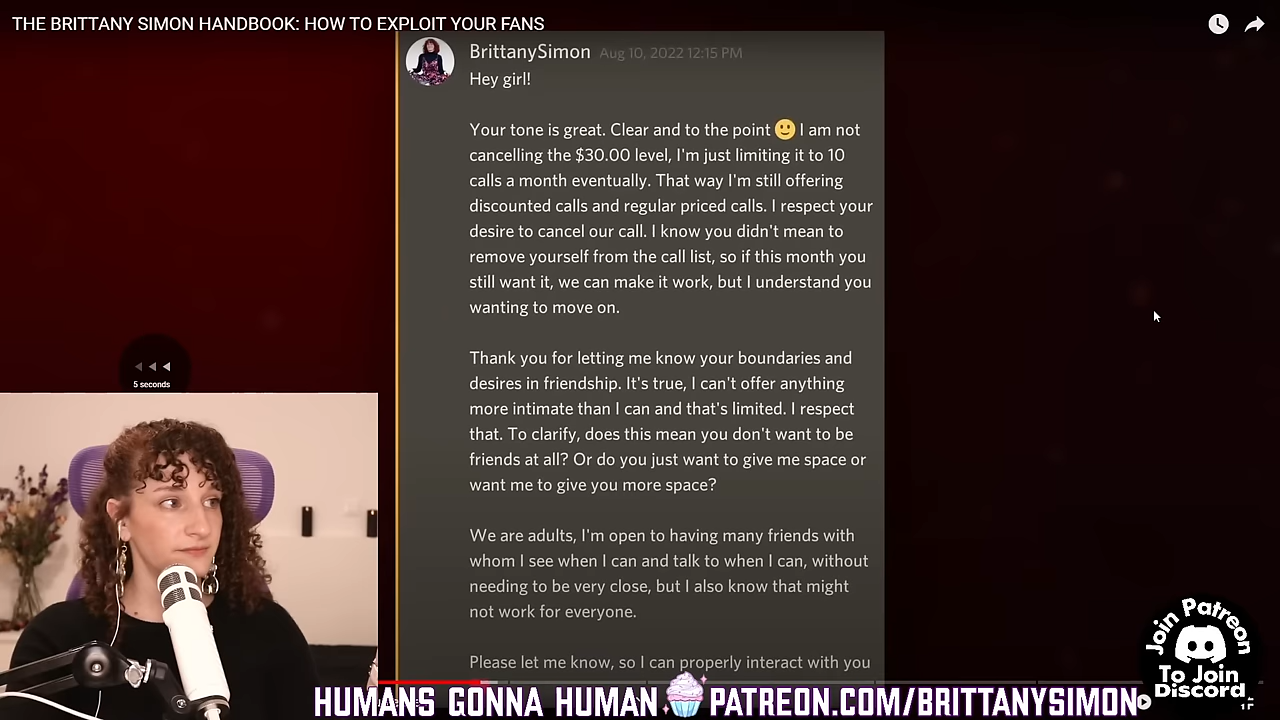 THE BRITTANY SIMON HANDBOOK: HOW TO EXPLOIT YOUR FANS
BrittanySimon Aug 10, 2022 12:15 PM
Hey girl!
Your tone is great. Clear and to the point 🙂 I am not
cancelling the $30.00 level, I'm just limiting it to 10
calls a month eventually. That way I'm still offering
discounted calls and regular priced calls. I respect your
desire to cancel our call. I know you didn't mean to
remove yourself from the call list, so if this month you
still want it, we can make it work, but I understand you
wanting to move on.
Thank you for letting me know your boundaries and
desires in friendship. It's true, I can't offer anything
more intimate than I can and that's limited. I respect
that. To clarify, does this mean you don't want to be
friends at all? Or do you just want to give me space or
want me to give you more space?
We are adults, I'm open to having many friends with
whom I see when I can and talk to when I can, without
needing to be very close, but I also know that might
not work for everyone.
Please let me know, so I can properly interact with you
5 seconds
Join Patreon
To Join
Discord
HUMANS GONNA HUMAN PATREON.COM/BRITTANYSIMON